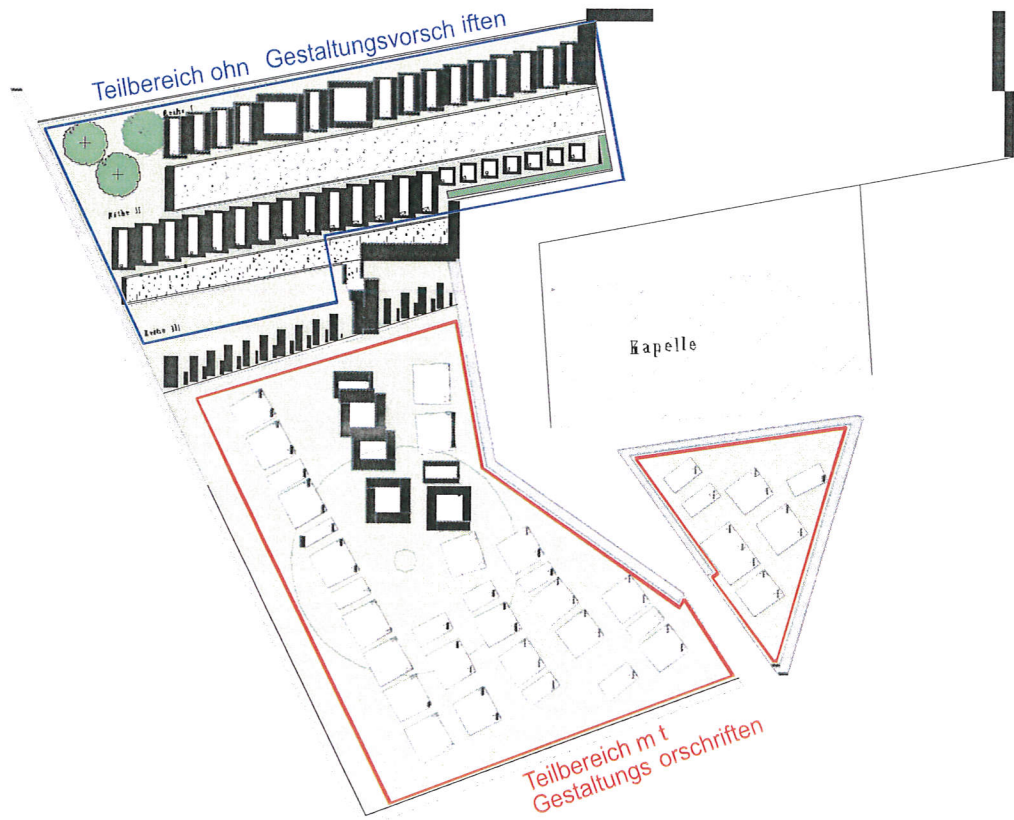 Teilbereich ohn Gestaltungsvorsch iften
Reihe I
Reihe II
Reihe III
Kapelle
Teilbereich m t
Gestaltungs orschriften